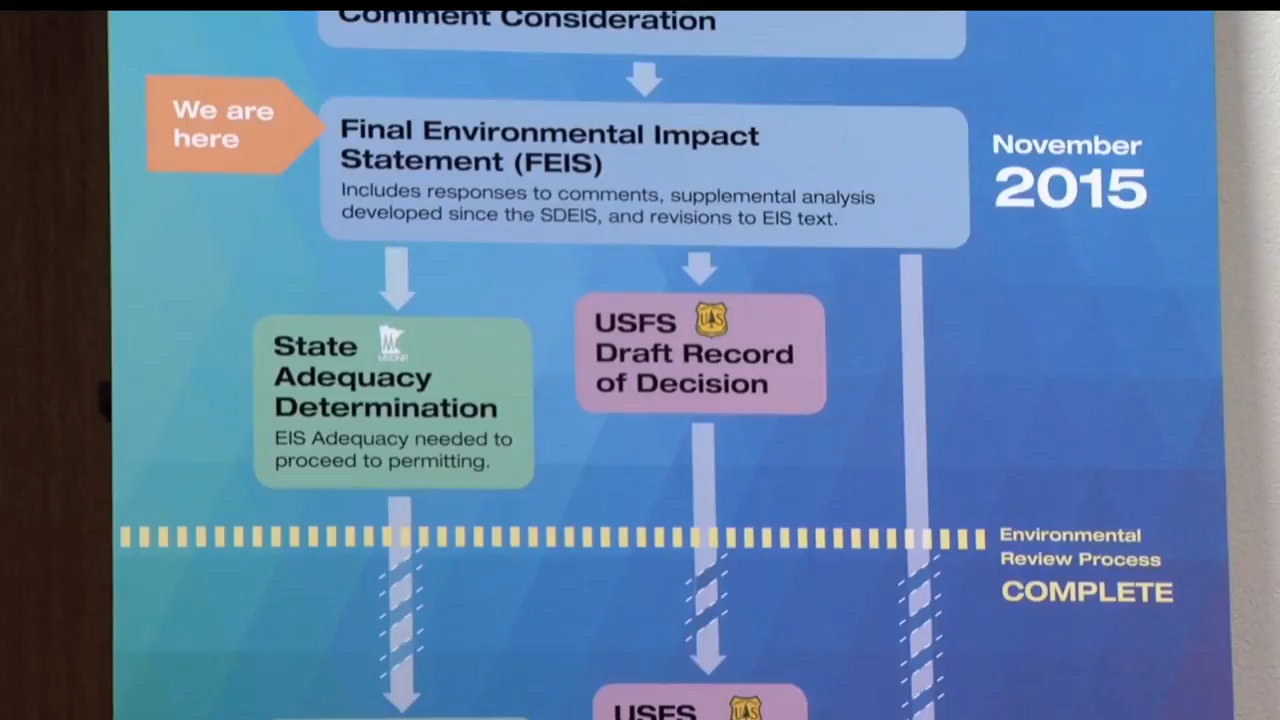 Comment Consideration
We are
here
Final Environmental Impact
Statement (FEIS)
Includes responses to comments, supplemental analysis
developed since the SDEIS, and revisions to EIS text.
November
2015
State
Adequacy
Determination
EIS Adequacy needed to
proceed to permitting.
USFS
US
Draft Record
of Decision
Environmental
Review Process
COMPLETE
USFS
US